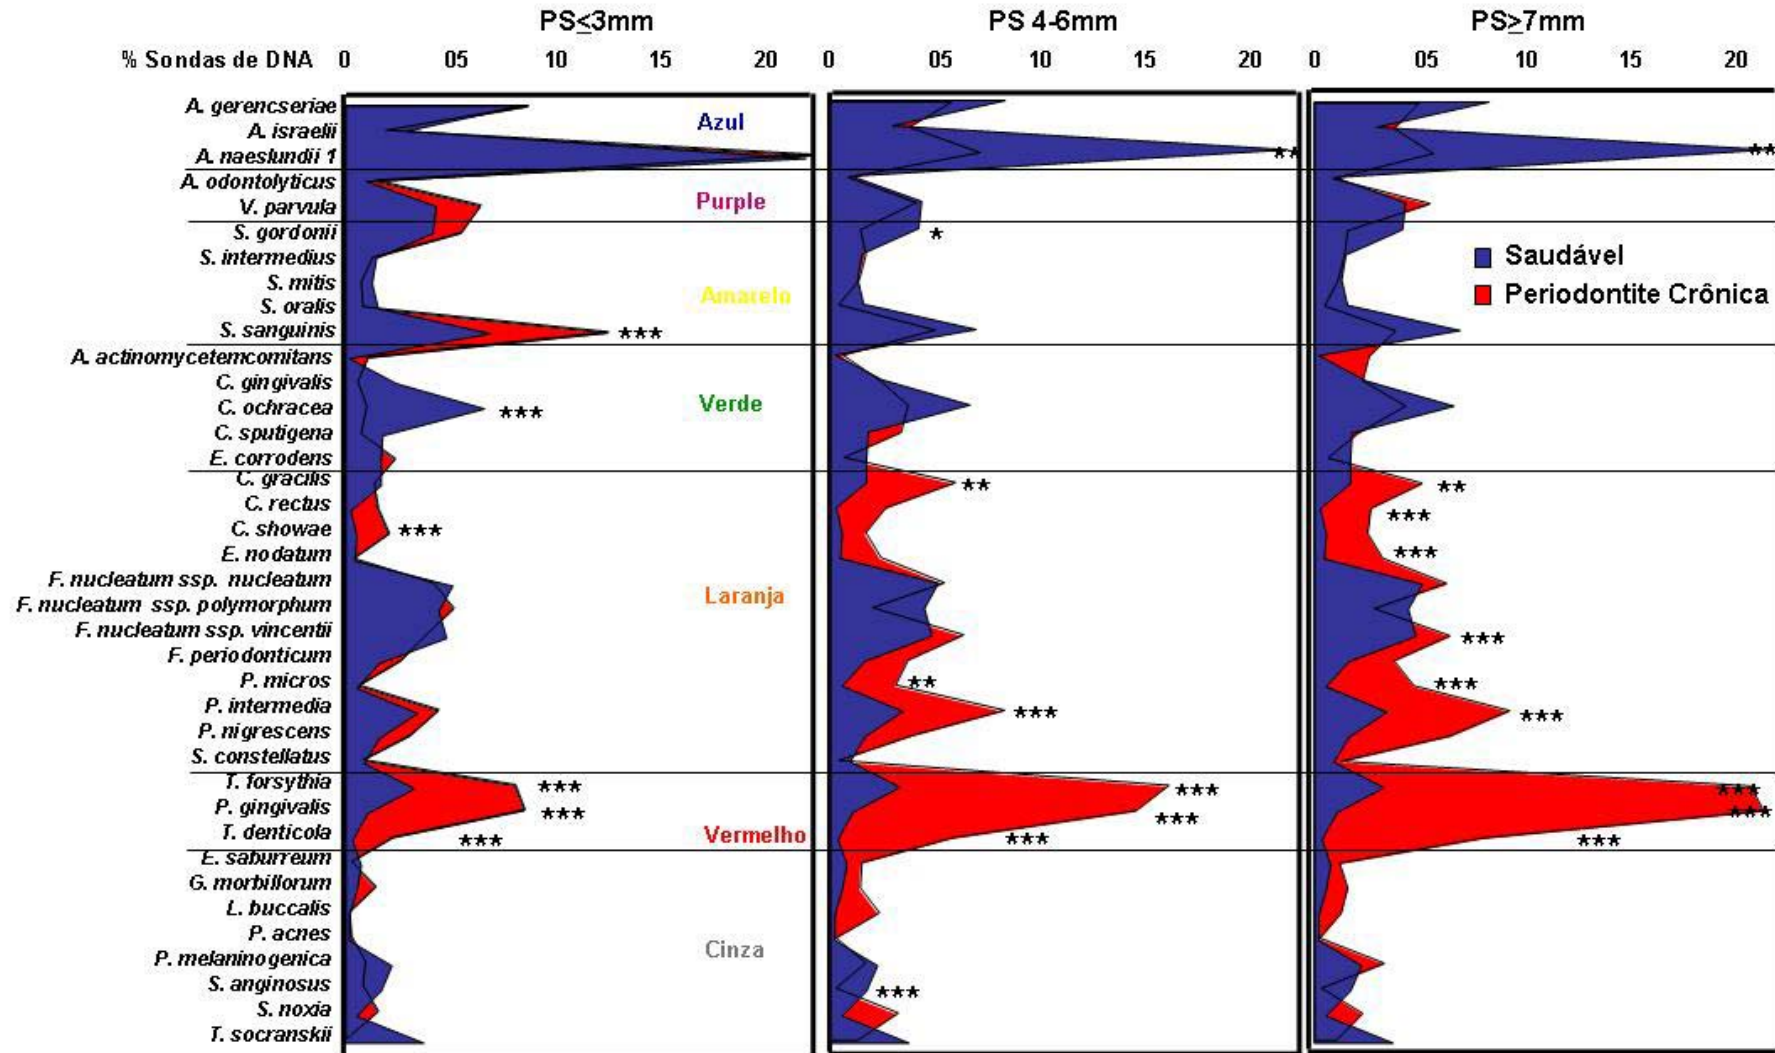 PS≤3mm PS 4-6mm PS≥7mm
% Sondas de DNA 0 05 10 15 20 0 05 10 15 20 0 05 10 15 20
A. gerencseriae
A. israelii Azul
A. naeslundii 1 ** **
A. odontolyticus
V. parvula Purple
S. gordonii *
S. intermedius Saudável
S. mitis
S. oralis Amarelo Periodontite Crônica
S. sanguinis ***
A. actinomycetemcomitans
C. gingivalis
C. ochracea *** Verde
C. sputigena
E. corrodens
C. gracilis ** **
C. rectus ***
C. showae ***
E. nodatum ***
F. nucleatum ssp. nucleatum
F. nucleatum ssp. polymorphum Laranja
F. nucleatum ssp. vincentii ***
F. periodonticum
P. micros ** ***
P. intermedia *** ***
P. nigrescens
S. constellatus
T. forsythia *** *** ***
P. gingivalis *** *** ***
T. denticola *** Vermelho *** ***
E. saburreum
G. morbillorum
L. buccalis
P. acnes
P. melaninogenica Cinza
S. anginosus ***
S. noxia
T. socranskii